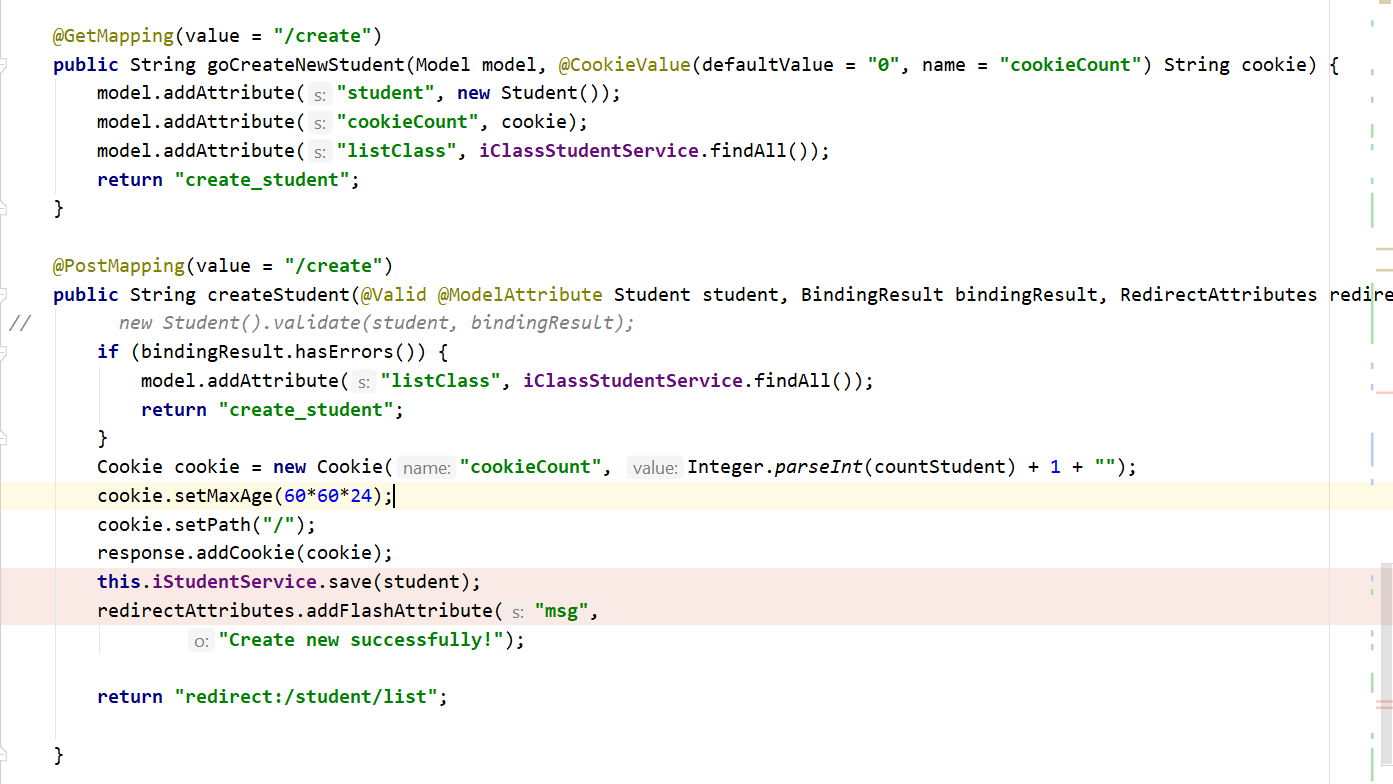 @GetMapping(value = "/create")
public String goCreateNewStudent(Model model, @CookieValue(defaultValue = "0", name = "cookieCount") String cookie) {
model.addAttribute( s: "student", new Student());
model.addAttribute( s: "cookieCount", cookie);
model.addAttribute( s: "listClass", iClassStudentService.findAll());
return "create_student";
}
@PostMapping(value = "/create")
public String createStudent(@Valid @ModelAttribute Student student, BindingResult bindingResult, RedirectAttributes redire
// new Student().validate(student, bindingResult);
if (bindingResult.hasErrors()) {
model.addAttribute( s: "listClass", iClassStudentService.findAll());
return "create_student";
}
Cookie cookie = new Cookie( name: "cookieCount", value: Integer.parseInt(countStudent) + 1 + "");
cookie.setMaxAge(60*60*24);
cookie.setPath("/");
response.addCookie(cookie);
this.iStudentService.save(student);
redirectAttributes.addFlashAttribute( s: "msg",
o: "Create new successfully!");
return "redirect:/student/list";
}